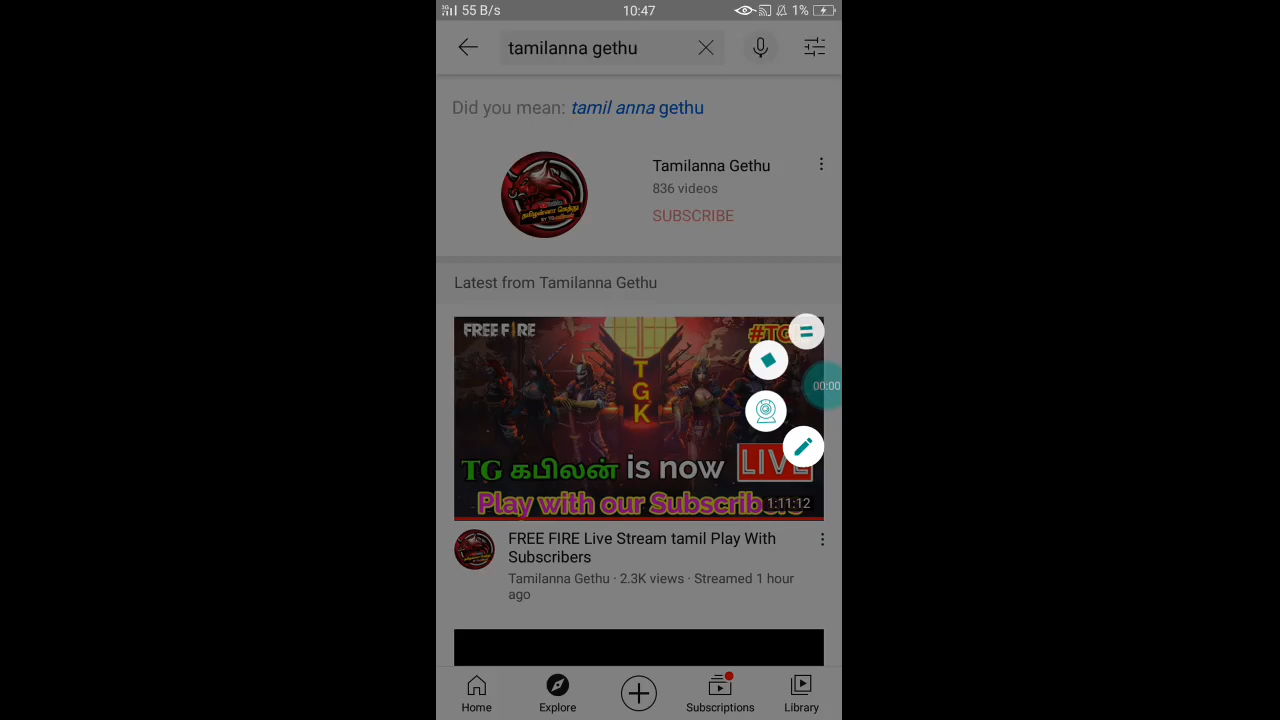 3G 55 B/s 10:47 1%
tamilanna gethu
Did you mean: tamil anna gethu
Tamilanna Gethu
836 videos
SUBSCRIBE
Latest from Tamilanna Gethu
FREE FIRE
#TG
T
G
K
00:00
TG கபிலன் is now LIVE
Play with our Subscribers
1:11:12
FREE FIRE Live Stream tamil Play With
Subscribers
Tamilanna Gethu · 2.3K views · Streamed 1 hour
ago
Home Explore Subscriptions Library